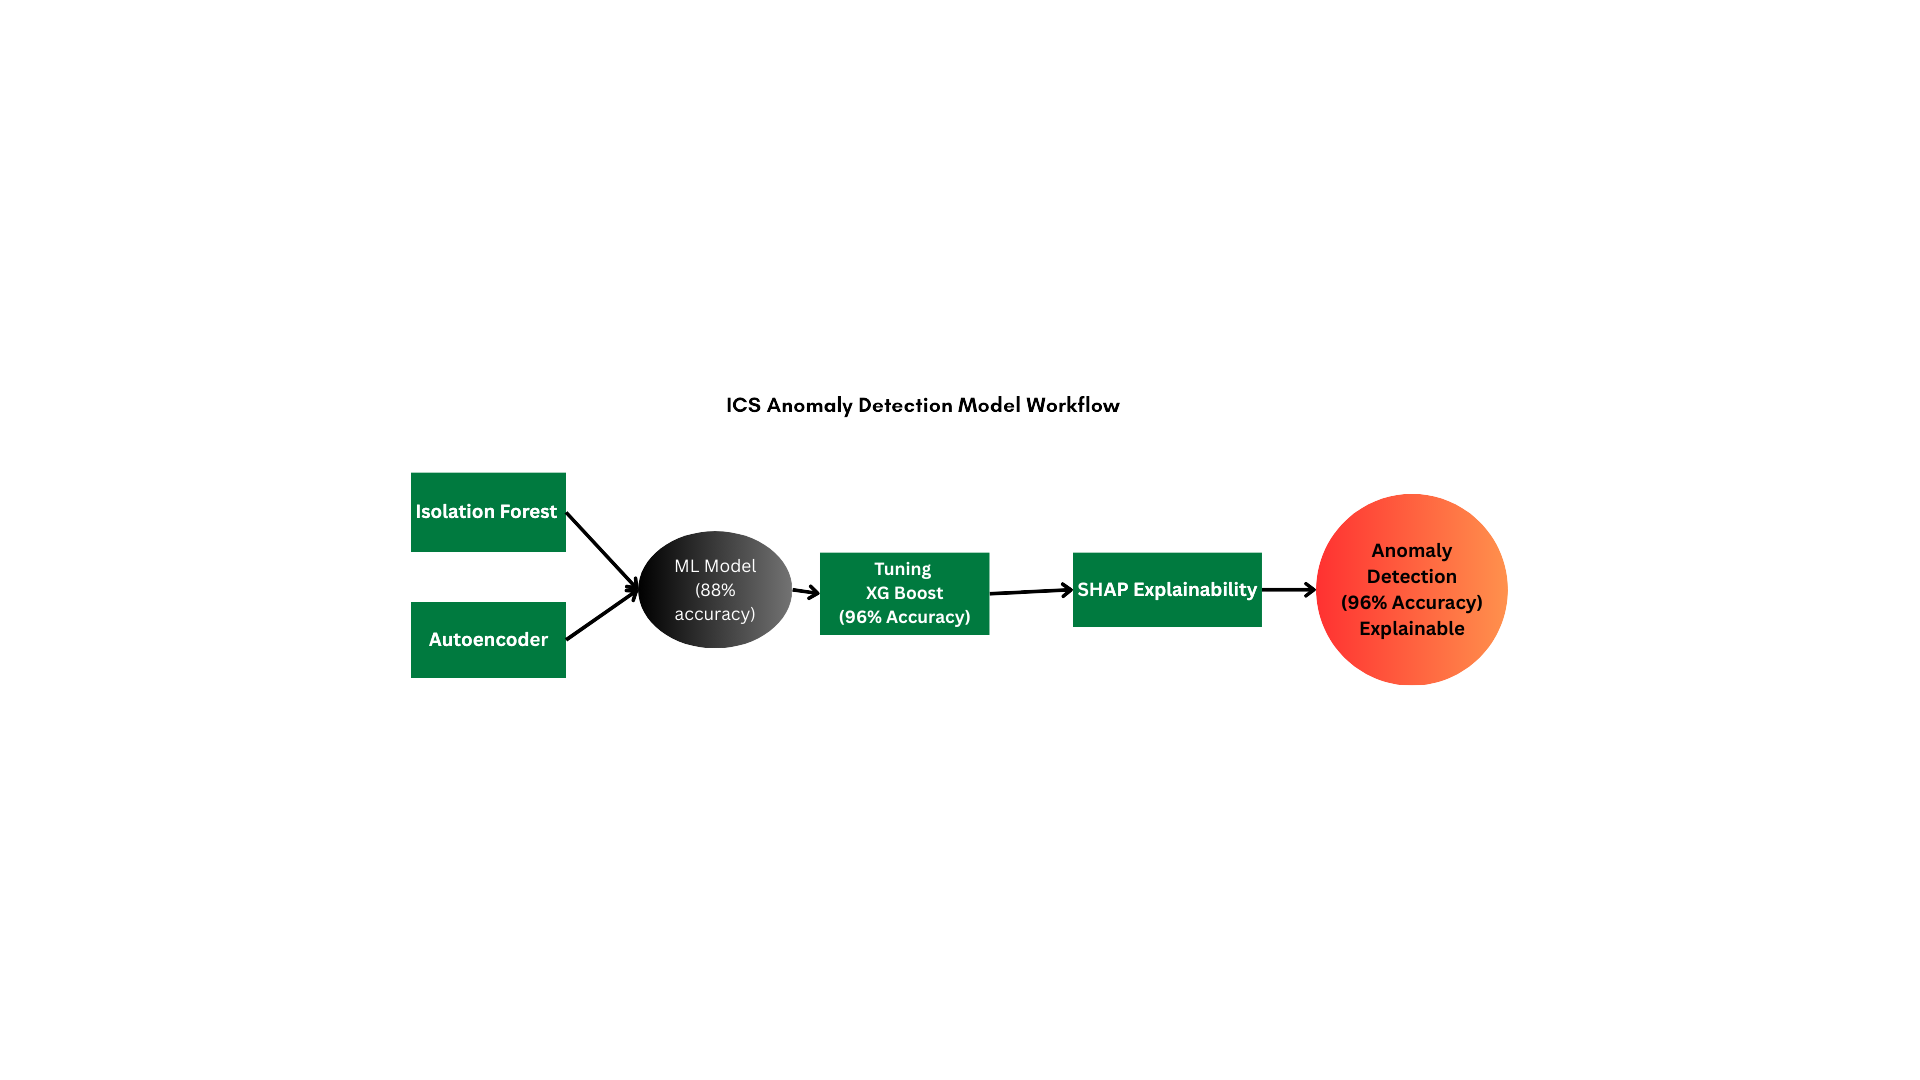 ICS Anomaly Detection Model Workflow
Isolation Forest
Autoencoder
ML Model
(88%
accuracy)
Tuning
XG Boost
(96% Accuracy)
SHAP Explainability
Anomaly
Detection
(96% Accuracy)
Explainable